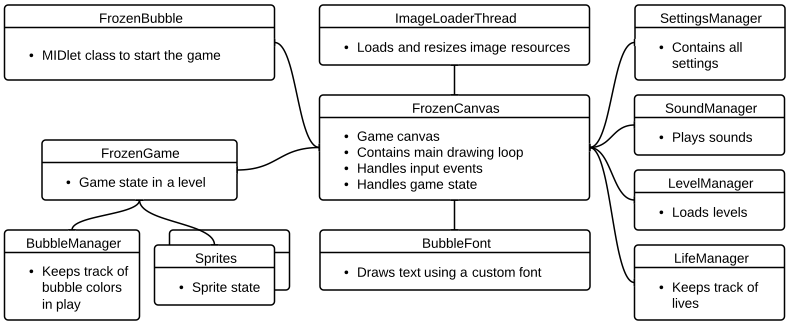 FrozenBubble
• MIDlet class to start the game
ImageLoaderThread
• Loads and resizes image resources
SettingsManager
• Contains all
settings
FrozenCanvas
• Game canvas
• Contains main drawing loop
• Handles input events
• Handles game state
SoundManager
• Plays sounds
FrozenGame
• Game state in a level
LevelManager
• Loads levels
BubbleManager
• Keeps track of
bubble colors
in play
Sprites
• Sprite state
BubbleFont
• Draws text using a custom font
LifeManager
• Keeps track of
lives